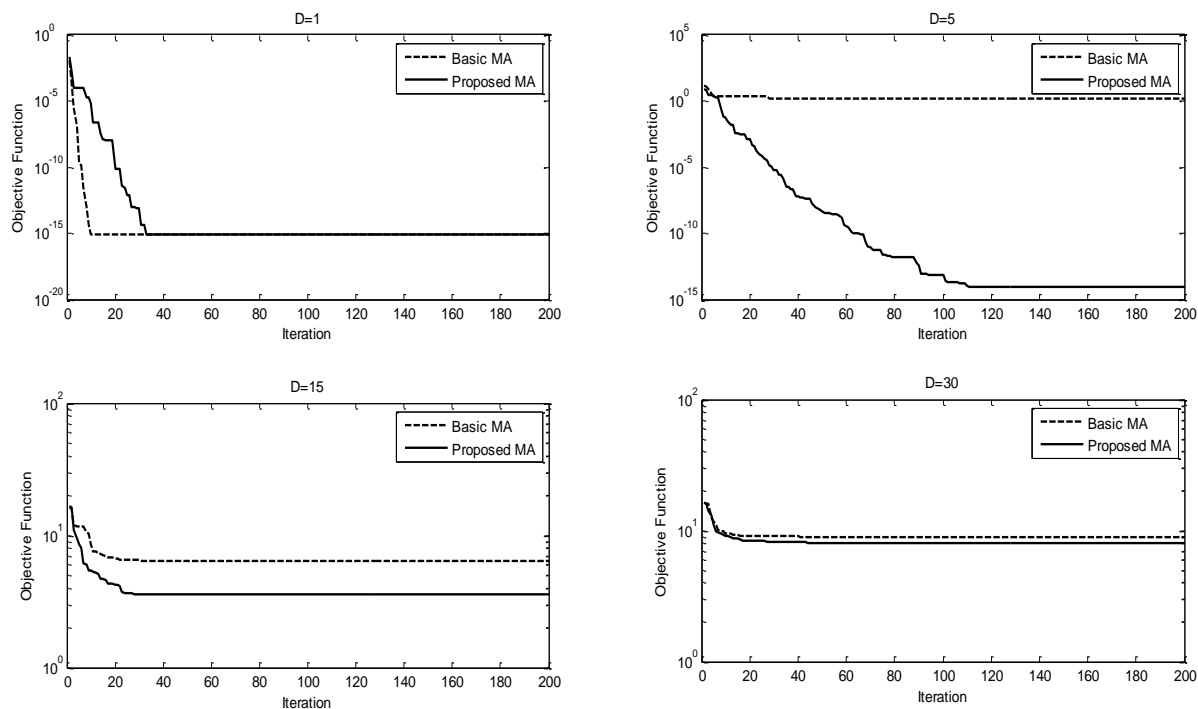 D=1
10^0
10^-5
10^-10
10^-15
10^-20
Objective Function
0 20 40 60 80 100 120 140 160 180 200
Iteration
Basic MA
Proposed MA
D=5
10^5
10^0
10^-5
10^-10
10^-15
Objective Function
0 20 40 60 80 100 120 140 160 180 200
Iteration
Basic MA
Proposed MA
D=15
10^2
10^1
10^0
Objective Function
0 20 40 60 80 100 120 140 160 180 200
Iteration
Basic MA
Proposed MA
D=30
10^2
10^1
10^0
Objective Function
0 20 40 60 80 100 120 140 160 180 200
Iteration
Basic MA
Proposed MA